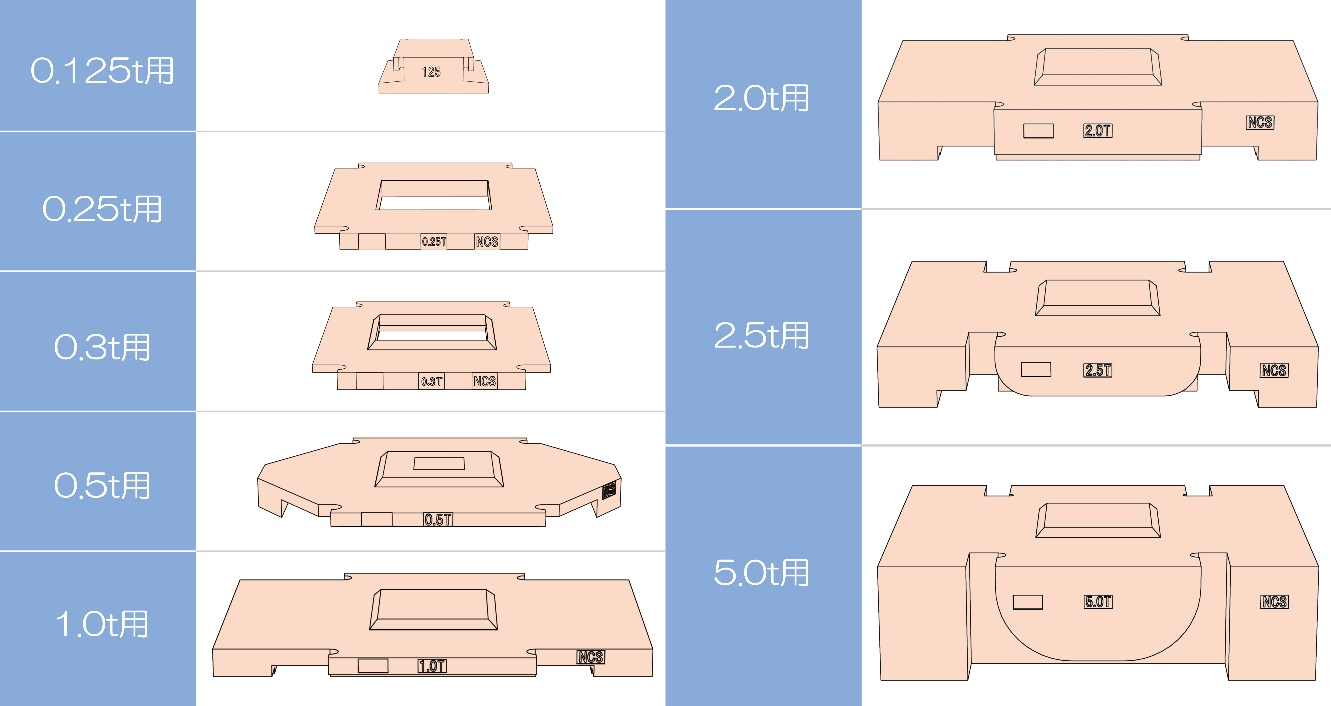 0.125t用
125
0.25t用
0.25T NCS
0.3t用
0.3T NCS
0.5t用
0.5T
1.0t用
1.0T NCS
2.0t用
2.0T NCS
2.5t用
2.5T NCS
5.0t用
5.0T NCS